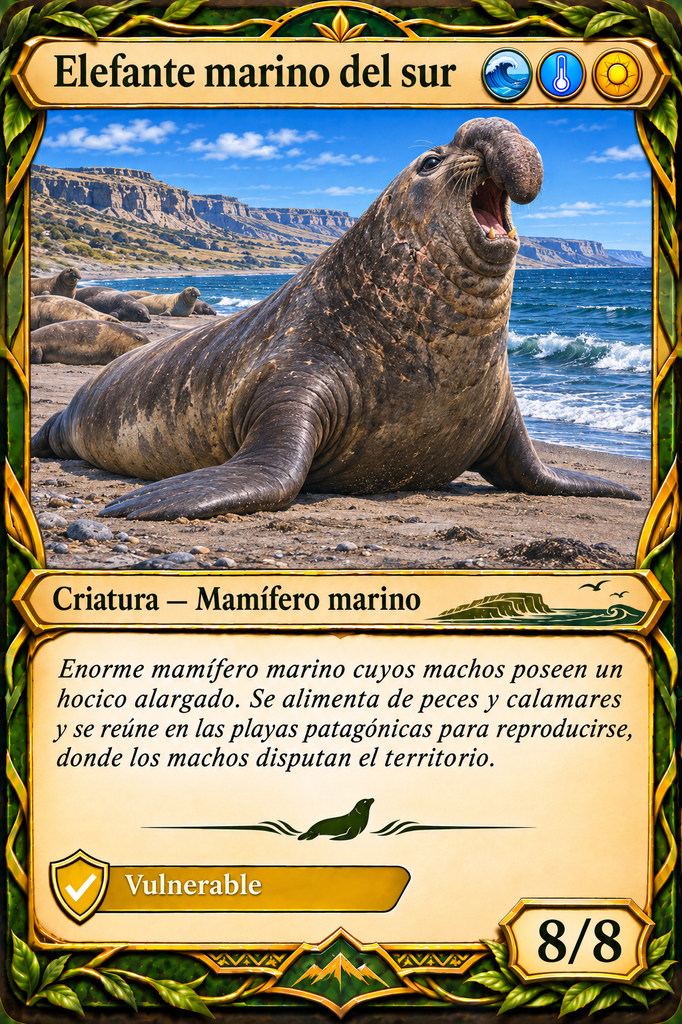 Elefante marino del sur
Criatura – Mamífero marino
Enorme mamífero marino cuyos machos poseen un
hocico alargado. Se alimenta de peces y calamares
y se reúne en las playas patagónicas para reproducirse,
donde los machos disputan el territorio.
Vulnerable
8/8